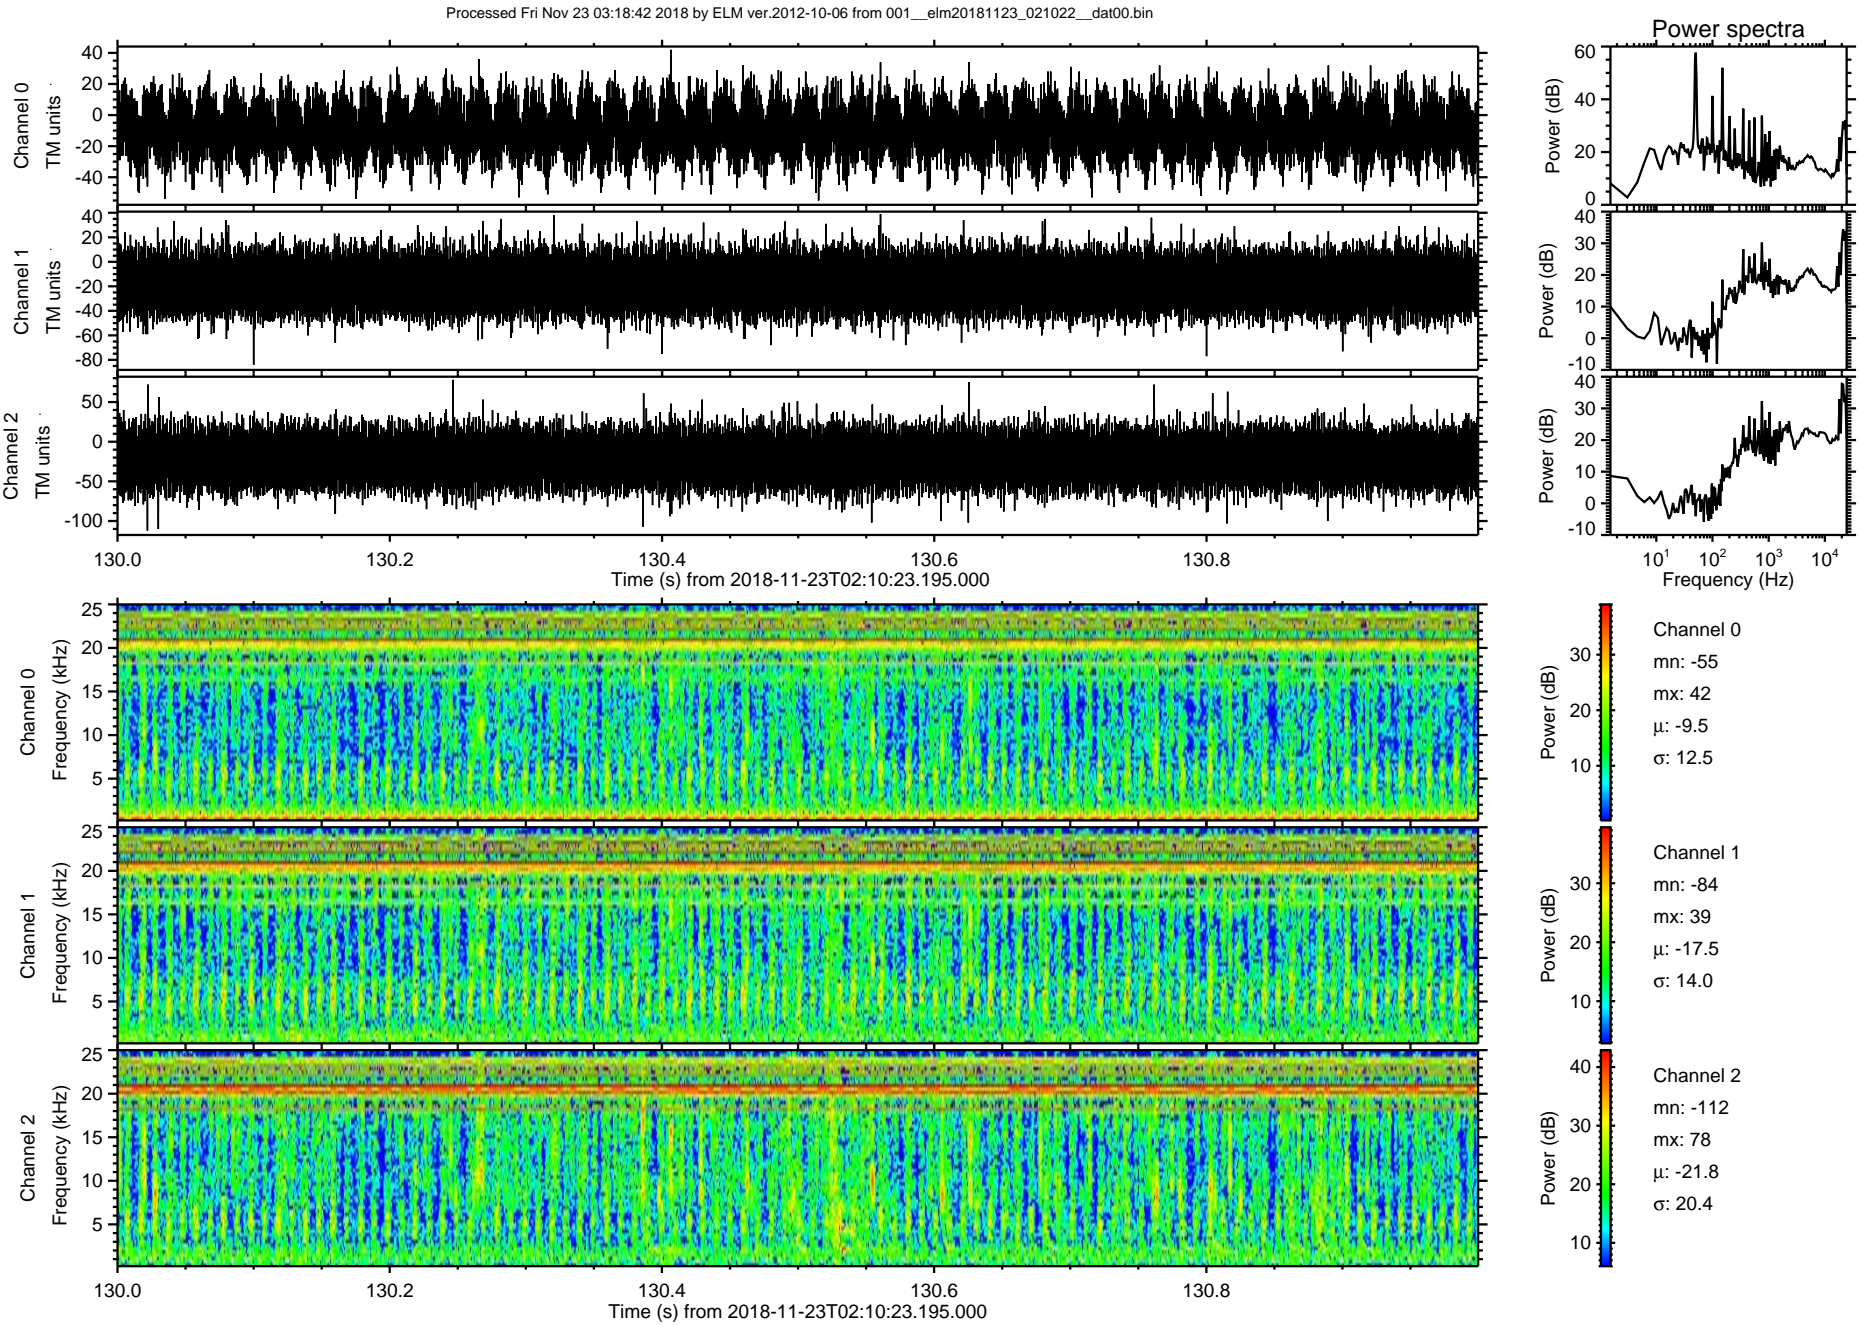 Processed Fri Nov 23 03:18:42 2018 by ELM ver.2012-10-06 from 001__elm20181123_021022__dat00.bin
Power spectra
Channel 0
TM units
40
20
0
-20
-40
Power (dB)
60
40
20
0
Channel 1
TM units
40
20
0
-20
-40
-60
-80
Power (dB)
40
30
20
10
0
-10
Channel 2
TM units
50
0
-50
-100
Power (dB)
40
30
20
10
0
-10
130.0 130.2 130.4 130.6 130.8
Time (s) from 2018-11-23T02:10:23.195.000
10¹ 10² 10³ 10⁴
Frequency (Hz)
Channel 0
Frequency (kHz)
25
20
15
10
5
Power (dB)
30
20
10
Channel 0
mn: -55
mx: 42
µ: -9.5
σ: 12.5
Channel 1
Frequency (kHz)
25
20
15
10
5
Power (dB)
30
20
10
Channel 1
mn: -84
mx: 39
µ: -17.5
σ: 14.0
Channel 2
Frequency (kHz)
25
20
15
10
5
Power (dB)
40
30
20
10
Channel 2
mn: -112
mx: 78
µ: -21.8
σ: 20.4
130.0 130.2 130.4 130.6 130.8
Time (s) from 2018-11-23T02:10:23.195.000